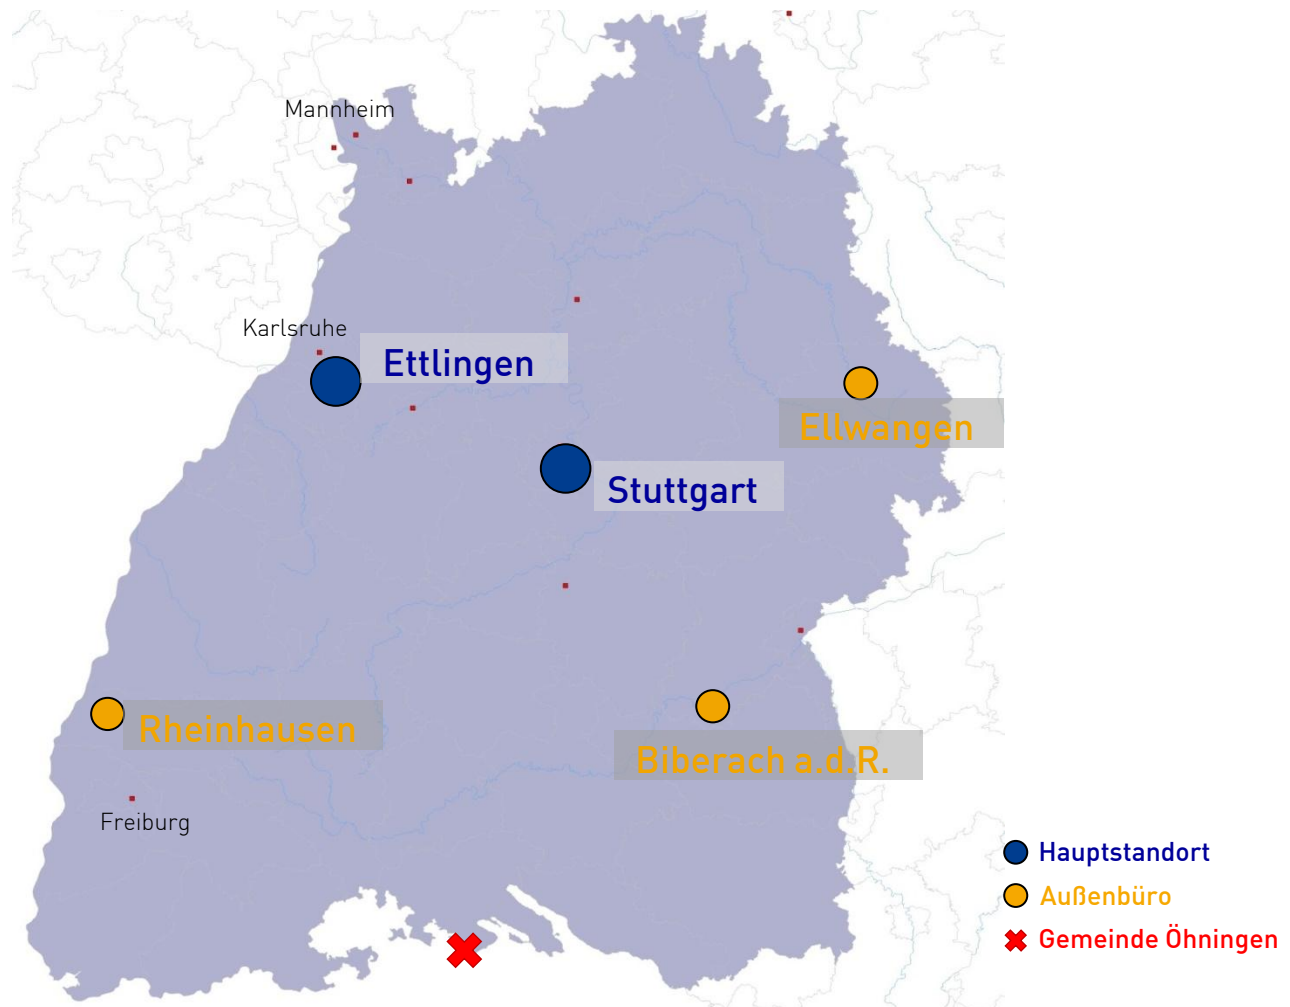 Mannheim
Karlsruhe
Ettlingen
Ellwangen
Stuttgart
Rheinhausen
Biberach a.d.R.
Freiburg
Hauptstandort
Außenbüro
Gemeinde Öhningen